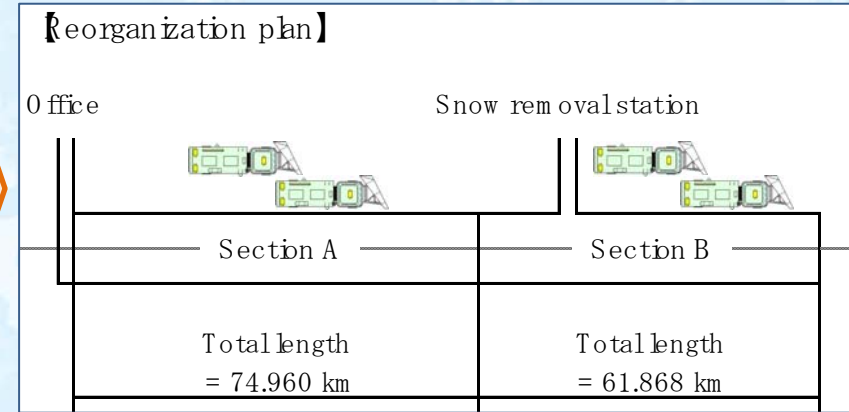 【Reorganization plan】
Office Snow removal station
Section A Section B
Total length Total length
= 74.960 km = 61.868 km